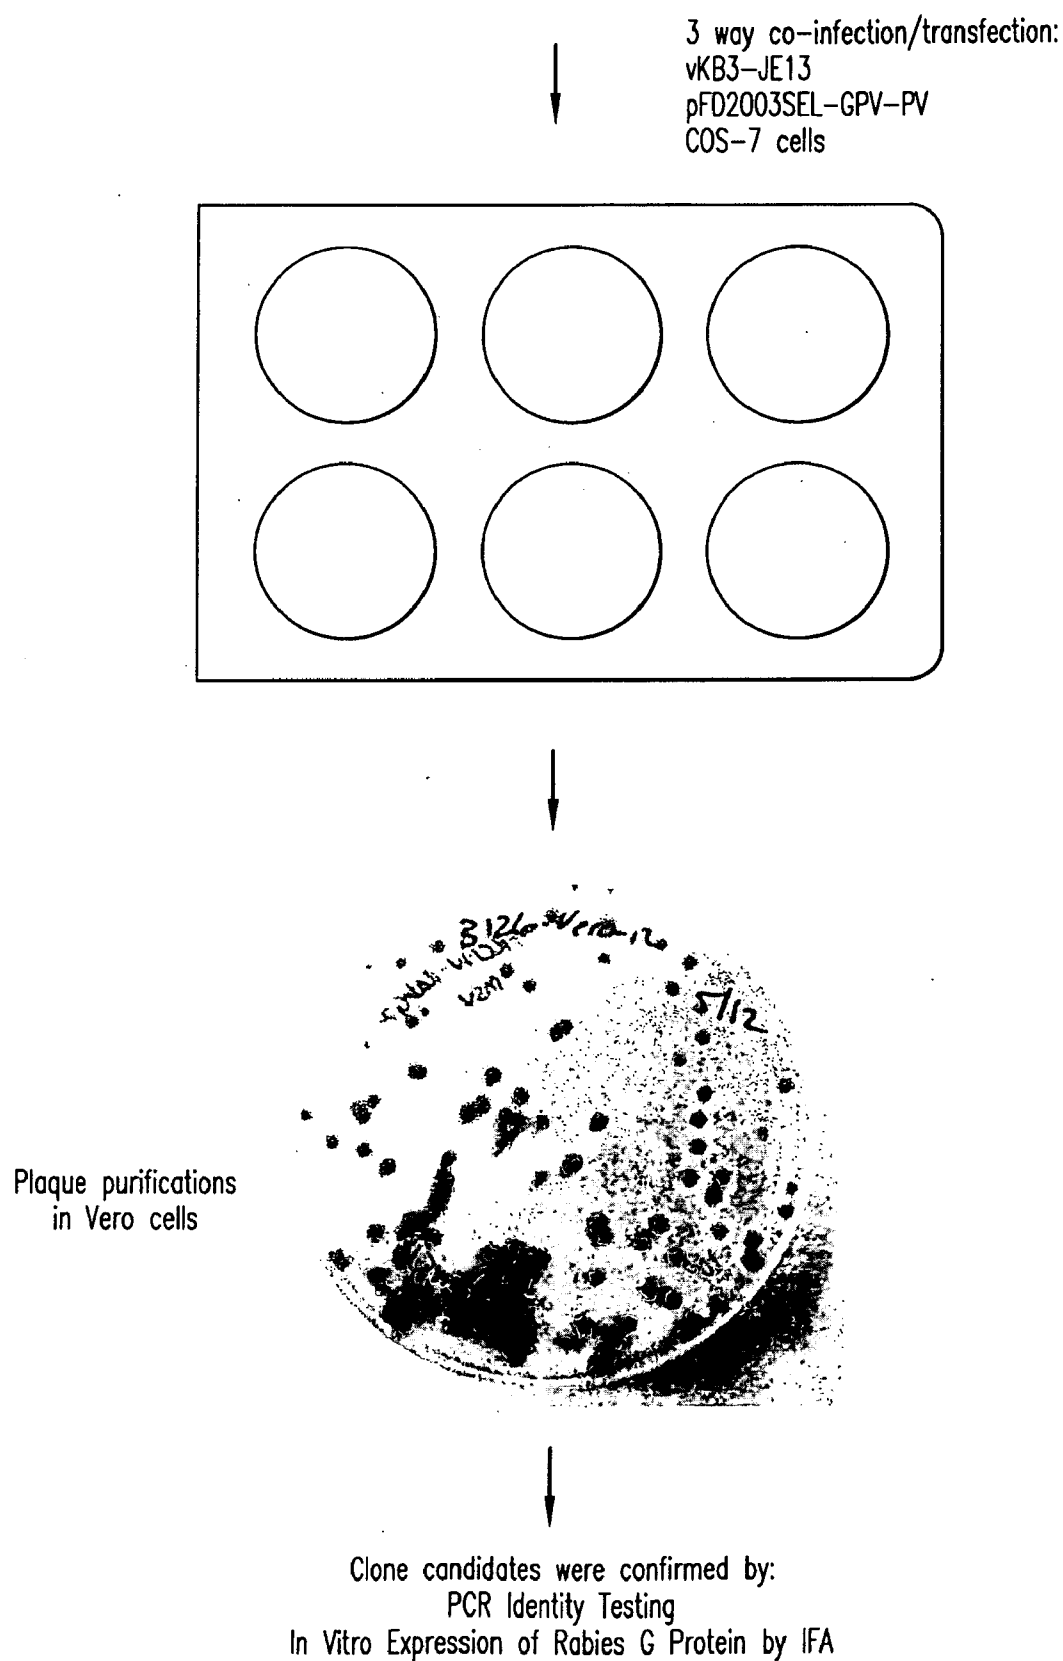 3 way co-infection/transfection:
vKB3-JE13
pFD2003SEL-GPV-PV
COS-7 cells
5/12
Plaque purifications
in Vero cells
Clone candidates were confirmed by:
PCR Identity Testing
In Vitro Expression of Rabies G Protein by IFA